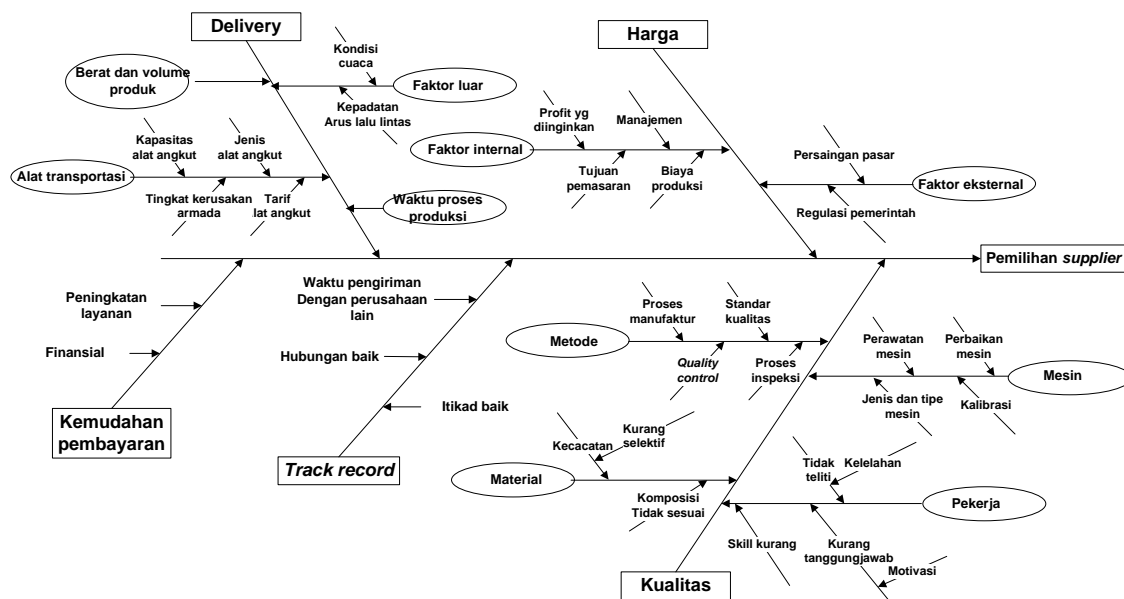 Delivery
Harga
Berat dan volume
produk
Kondisi
cuaca
Faktor luar
Kepadatan
Arus lalu lintas
Kapasitas
alat angkut
Jenis
alat angkut
Alat transportasi
Tingkat kerusakan
armada
Tarif
lat angkut
Waktu proses
produksi
Profit yg
diinginkan
Manajemen
Faktor internal
Tujuan
pemasaran
Biaya
produksi
Persaingan pasar
Faktor eksternal
Regulasi pemerintah
Pemilihan supplier
Peningkatan
layanan
Finansial
Kemudahan
pembayaran
Waktu pengiriman
Dengan perusahaan
lain
Hubungan baik
Itikad baik
Track record
Proses
manufaktur
Standar
kualitas
Metode
Quality
control
Proses
inspeksi
Perawatan
mesin
Perbaikan
mesin
Mesin
Jenis dan tipe
mesin
Kalibrasi
Kecacatan
Kurang
selektif
Material
Komposisi
Tidak sesuai
Tidak
teliti
Kelelahan
Pekerja
Skill kurang
Kurang
tanggungjawab
Motivasi
Kualitas